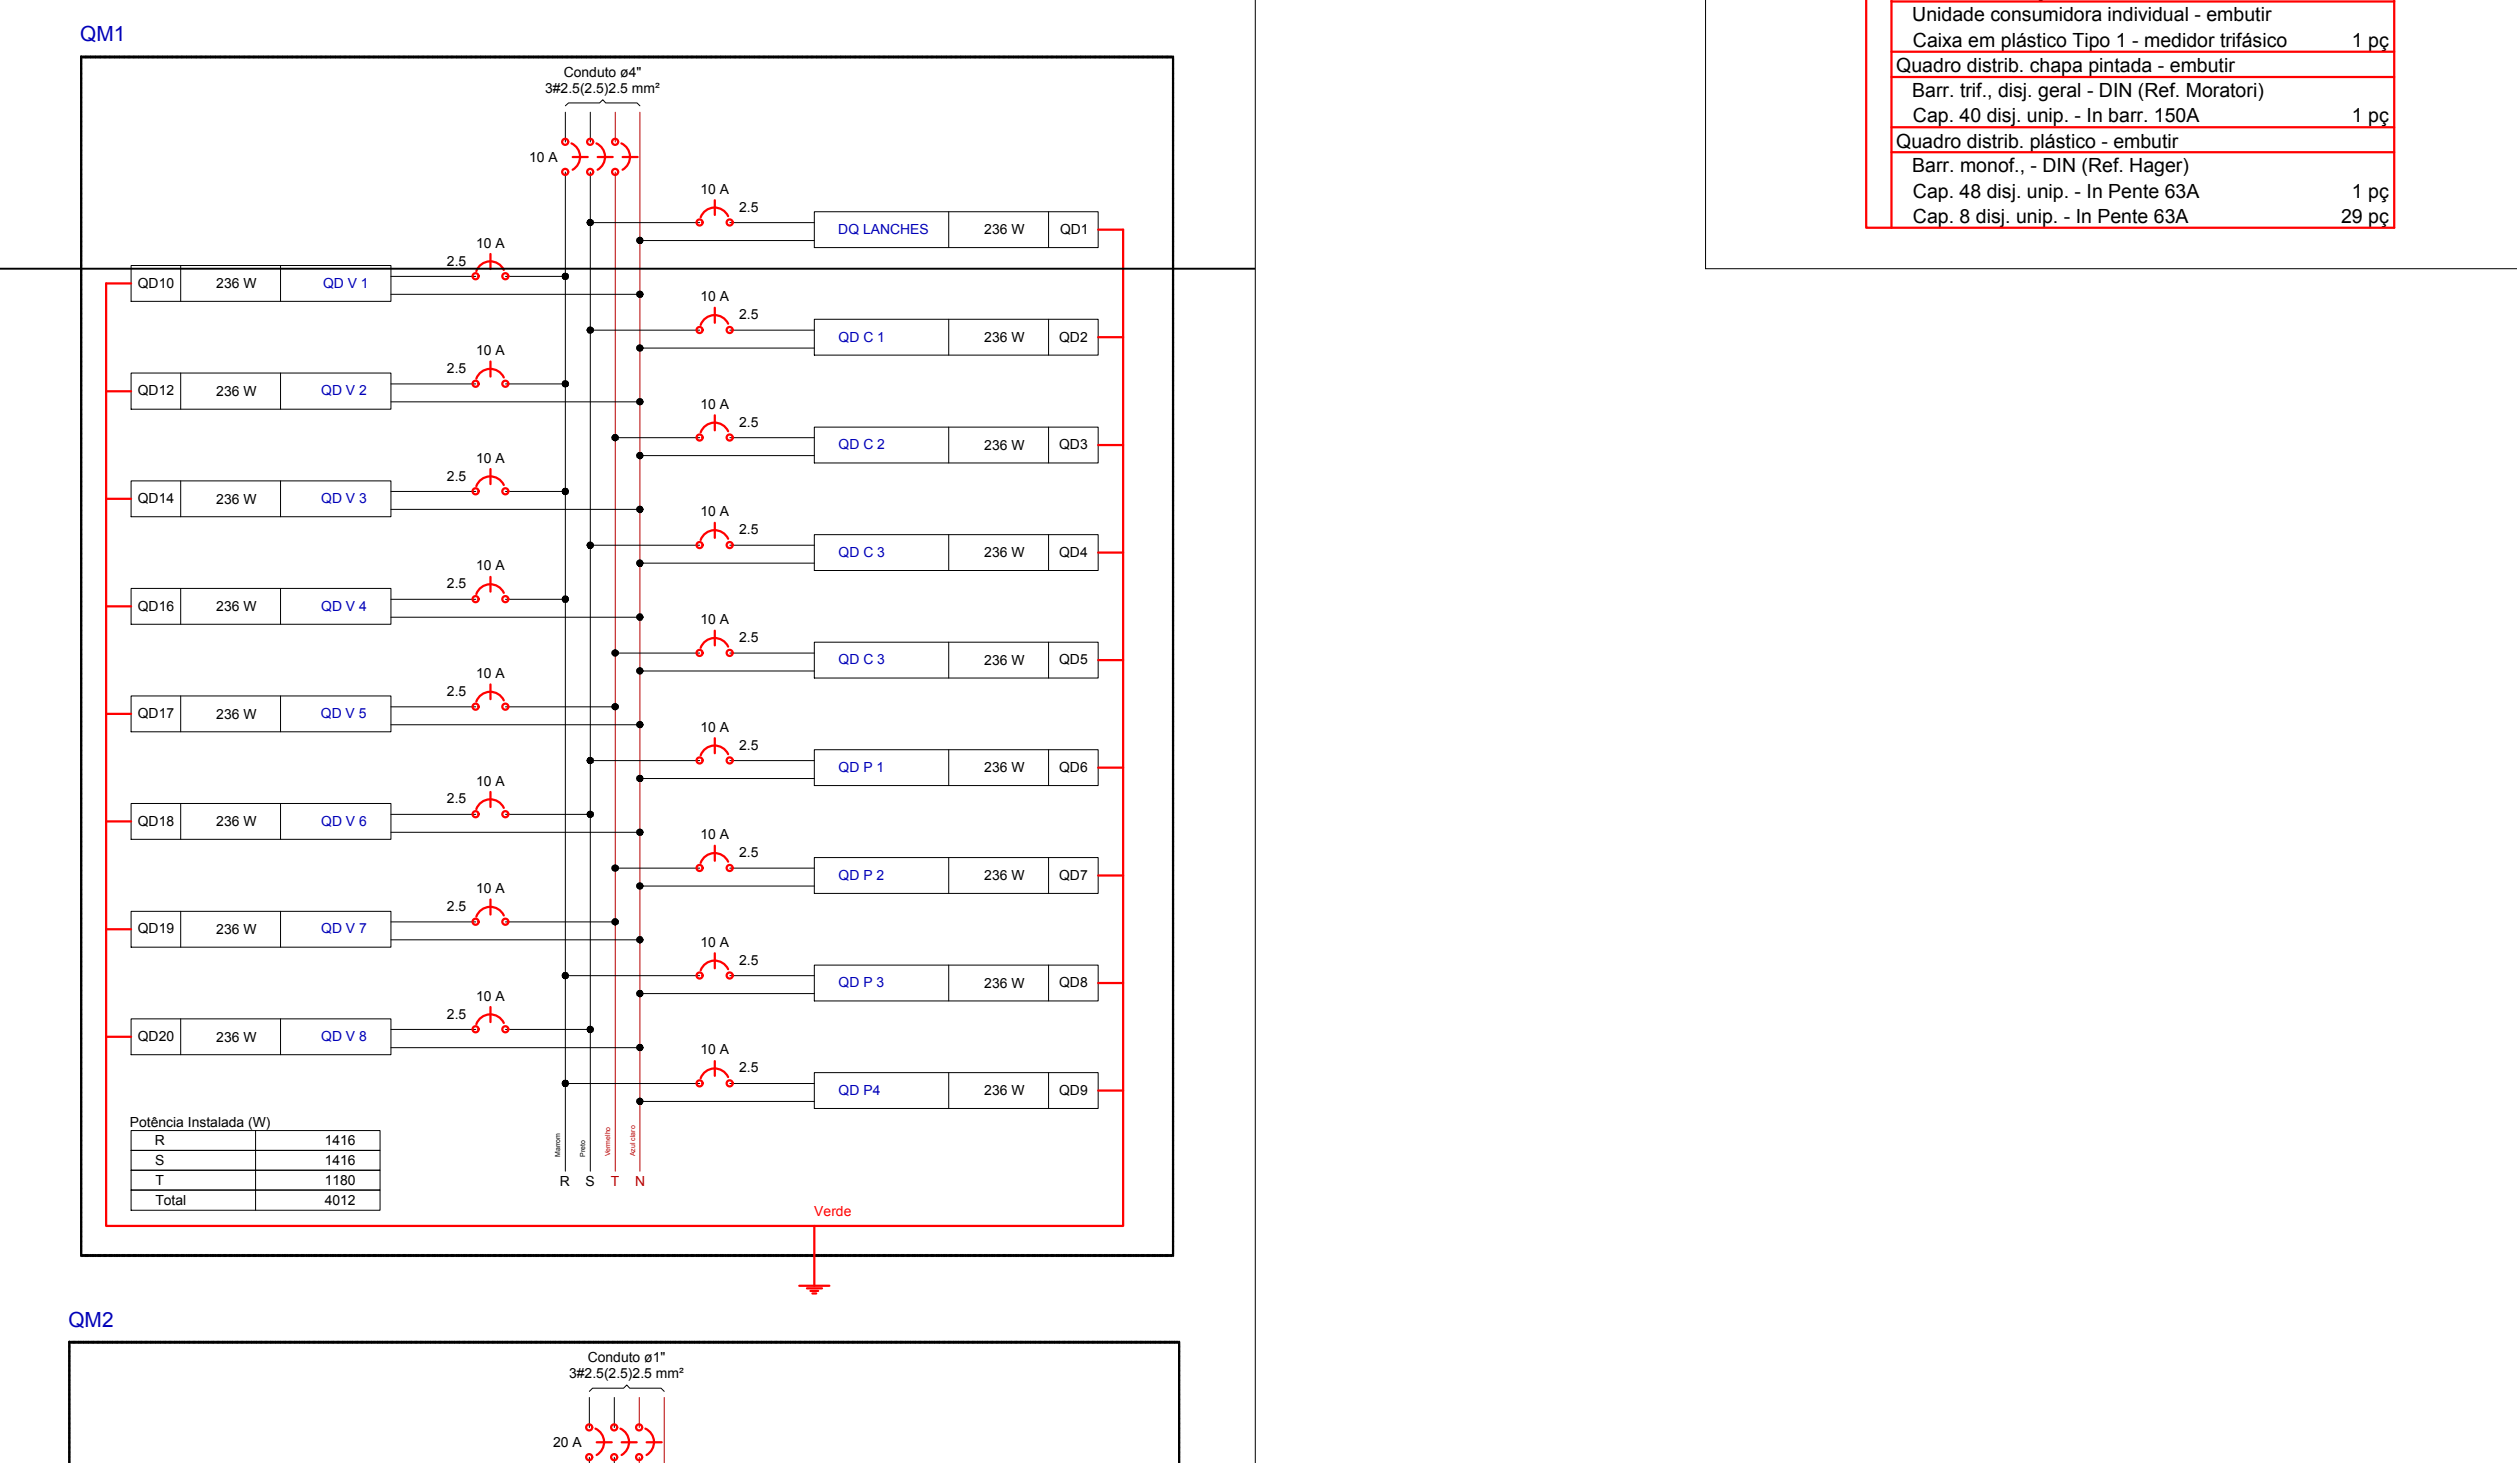 QM1
Conduto ø4"
3#2.5(2.5)2.5 mm²
10 A
10 A
2.5
DQ LANCHES 236 W QD1
10 A
2.5
QD10 236 W QD V 1
10 A
2.5
QD C 1 236 W QD2
10 A
2.5
QD12 236 W QD V 2
10 A
2.5
QD C 2 236 W QD3
10 A
2.5
QD14 236 W QD V 3
10 A
2.5
QD C 3 236 W QD4
10 A
2.5
QD16 236 W QD V 4
10 A
2.5
QD C 3 236 W QD5
10 A
2.5
QD17 236 W QD V 5
10 A
2.5
QD P 1 236 W QD6
10 A
2.5
QD18 236 W QD V 6
10 A
2.5
QD P 2 236 W QD7
10 A
2.5
QD19 236 W QD V 7
10 A
2.5
QD P 3 236 W QD8
10 A
2.5
QD20 236 W QD V 8
10 A
2.5
QD P4 236 W QD9
Potência Instalada (W)
R 1416
S 1416
T 1180
Total 4012
Marrom
Preto
Vermelho
Azul claro
R S T N
Verde
QM2
Conduto ø1"
3#2.5(2.5)2.5 mm²
20 A
Unidade consumidora individual - embutir
Caixa em plástico Tipo 1 - medidor trifásico 1 pç
Quadro distrib. chapa pintada - embutir
Barr. trif., disj. geral - DIN (Ref. Moratori)
Cap. 40 disj. unip. - In barr. 150A 1 pç
Quadro distrib. plástico - embutir
Barr. monof., - DIN (Ref. Hager)
Cap. 48 disj. unip. - In Pente 63A 1 pç
Cap. 8 disj. unip. - In Pente 63A 29 pç